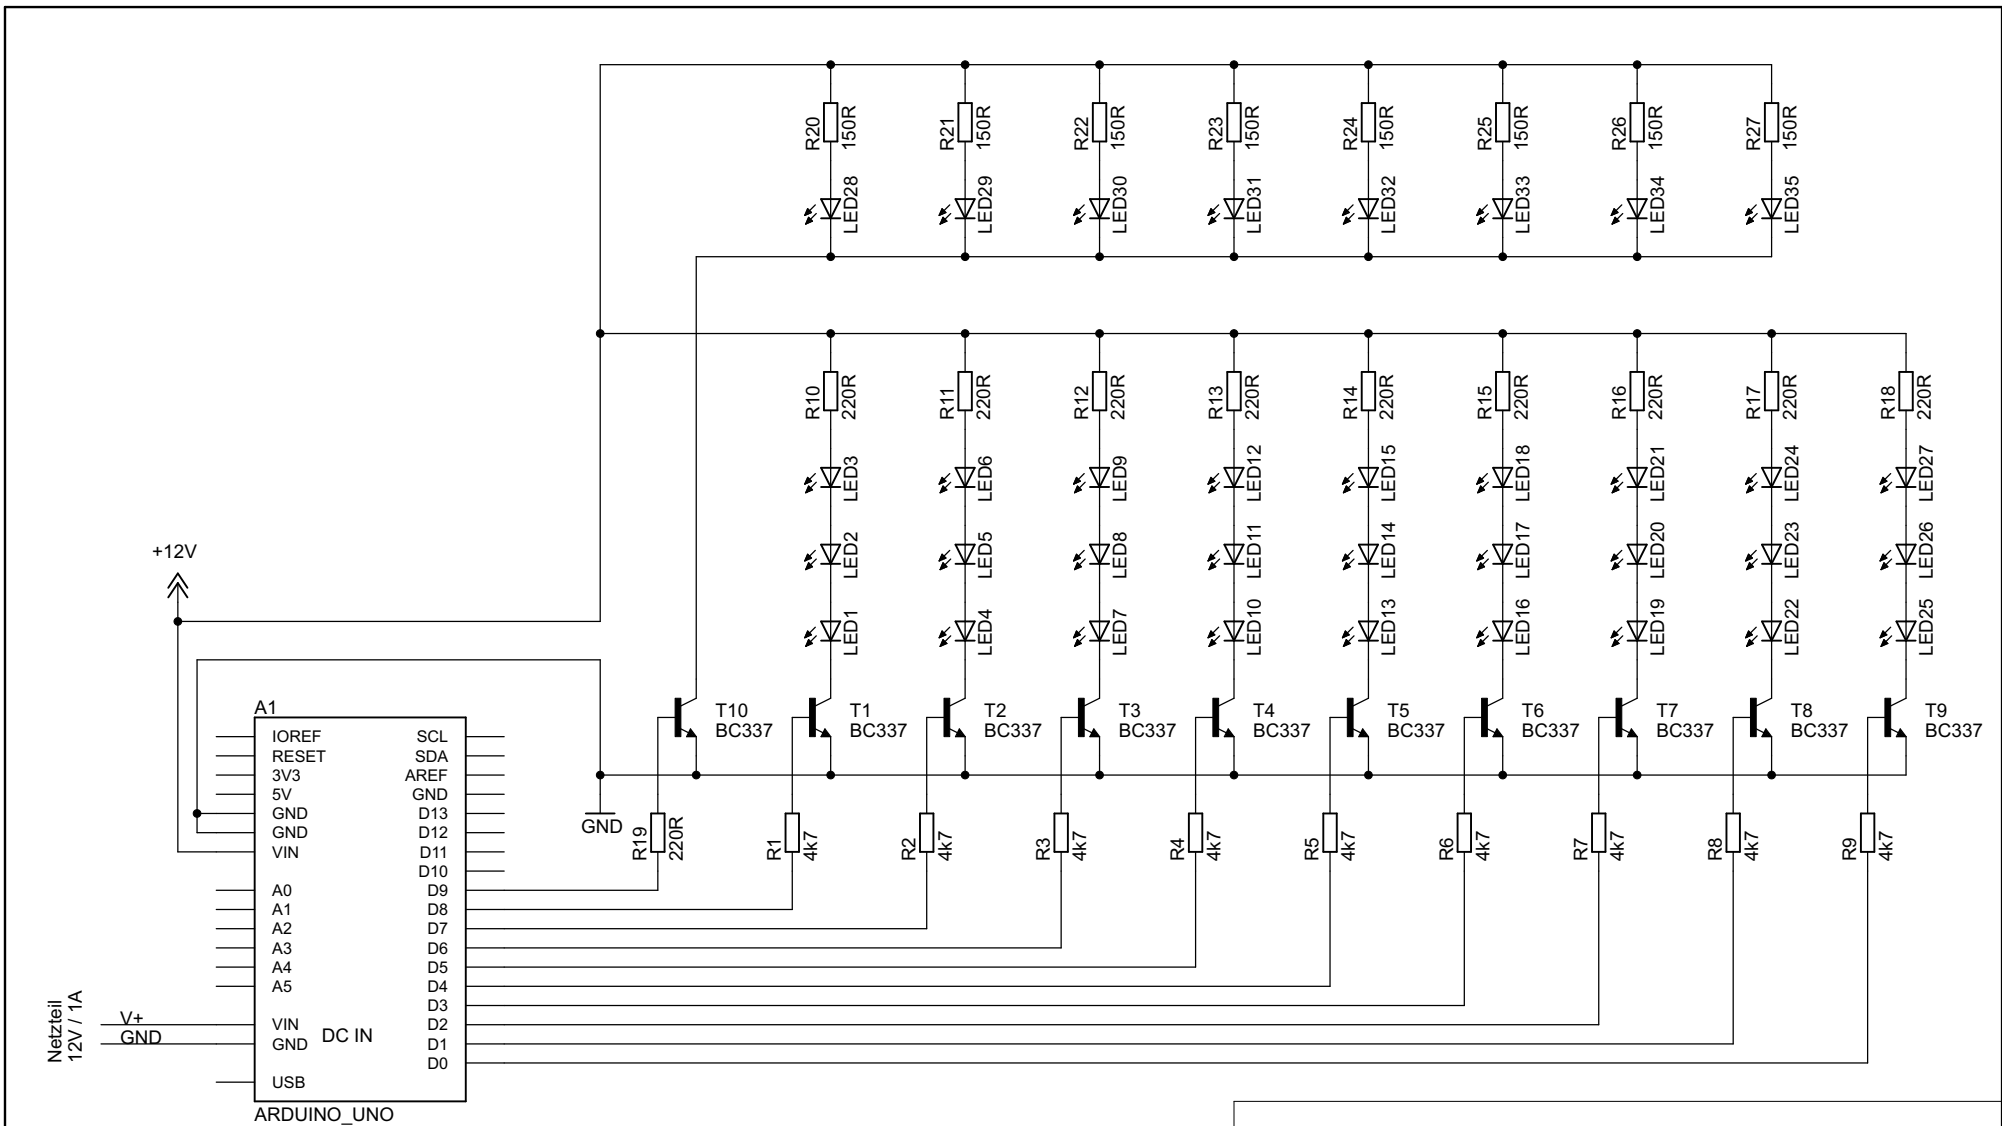 R20 150R
R21 150R
R22 150R
R23 150R
R24 150R
R25 150R
R26 150R
R27 150R
LED28
LED29
LED30
LED31
LED32
LED33
LED34
LED35
R10 220R
R11 220R
R12 220R
R13 220R
R14 220R
R15 220R
R16 220R
R17 220R
R18 220R
LED3
LED6
LED9
LED12
LED15
LED18
LED21
LED24
LED27
LED2
LED5
LED8
LED11
LED14
LED17
LED20
LED23
LED26
LED1
LED4
LED7
LED10
LED13
LED16
LED19
LED22
LED25
+12V
T10
BC337
T1
BC337
T2
BC337
T3
BC337
T4
BC337
T5
BC337
T6
BC337
T7
BC337
T8
BC337
T9
BC337
GND
R19 220R
R1 4k7
R2 4k7
R3 4k7
R4 4k7
R5 4k7
R6 4k7
R7 4k7
R8 4k7
R9 4k7
A1
IOREF
RESET
3V3
5V
GND
GND
VIN
A0
A1
A2
A3
A4
A5
VIN
GND
DC IN
USB
SCL
SDA
AREF
GND
D13
D12
D11
D10
D9
D8
D7
D6
D5
D4
D3
D2
D1
D0
ARDUINO_UNO
Netzteil
12V / 1A
V+
GND